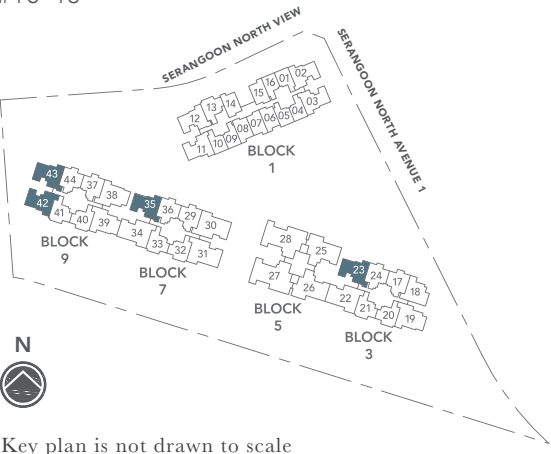 SERANGOON NORTH VIEW
SERANGOON NORTH AVENUE 1
16 01 02
15
12 13 14
11 10 09 08 07 06 05 04 03
BLOCK
1
43 44 37 38 35 36 29 30
42 41 40 39 34 33 32 31
BLOCK
9
BLOCK
7
28 25 23 24 17 18
27 26 22 21 20 19
BLOCK
5
BLOCK
3
N
Key plan is not drawn to scale